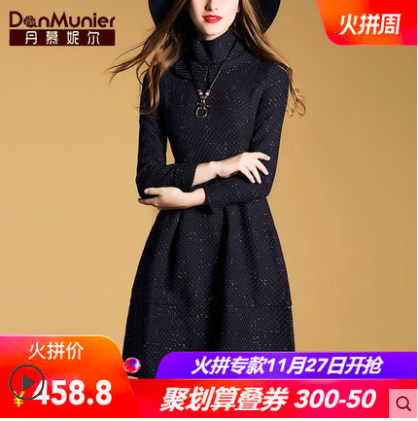 DanMunier
丹慕妮尔
火拼周
火拼价
¥458.8
火拼专款11月27日开抢
聚划算叠券 300-50